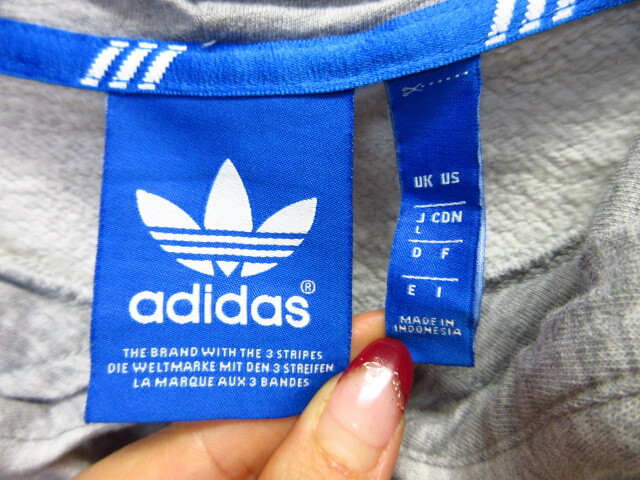 adidas®
THE BRAND WITH THE 3 STRIPES
DIE WELTMARKE MIT DEN 3 STREIFEN
LA MARQUE AUX 3 BANDES
UK US
J CDN
L
D F
E I
MADE IN
INDONESIA